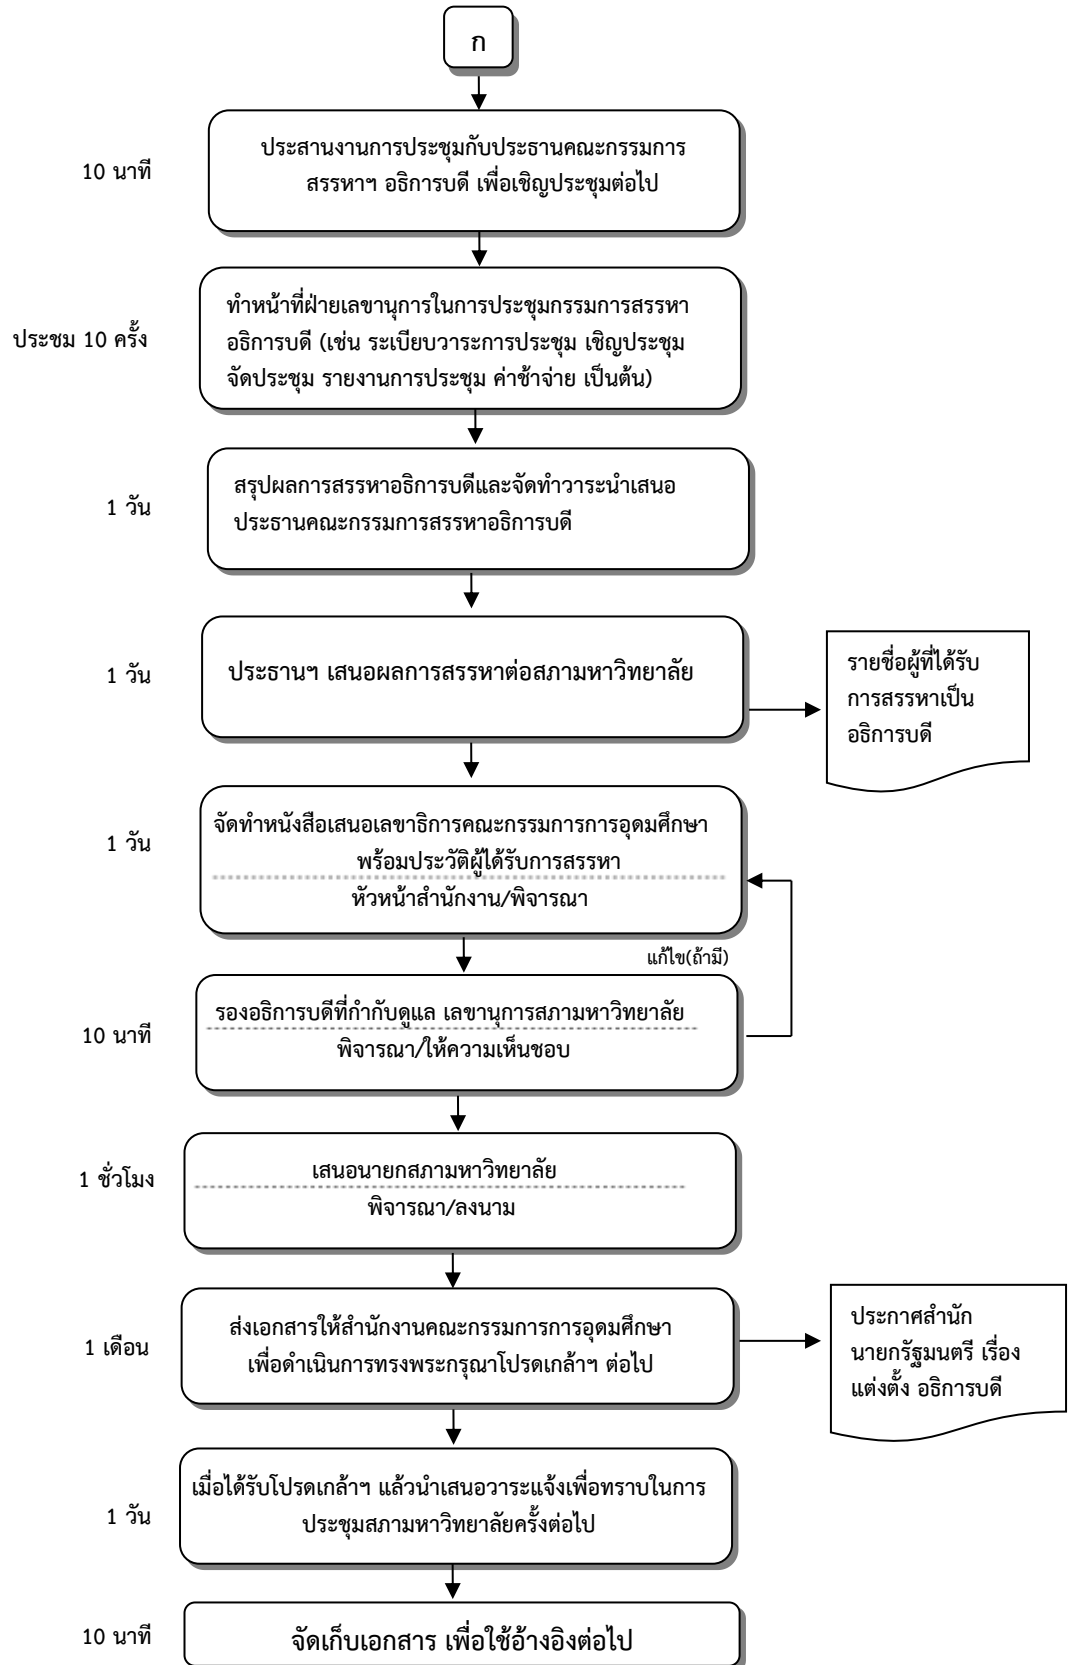 ก
10 นาที
ประสานงานการประชุมกับประธานคณะกรรมการ
สรรหาฯ อธิการบดี เพื่อเชิญประชุมต่อไป
ประชม 10 ครั้ง
ทำหน้าที่ฝ่ายเลขานุการในการประชุมกรรมการสรรหา
อธิการบดี (เช่น ระเบียบวาระการประชุม เชิญประชุม
จัดประชุม รายงานการประชุม ค่าช้าจ่าย เป็นต้น)
1 วัน
สรุปผลการสรรหาอธิการบดีและจัดทำวาระนำเสนอ
ประธานคณะกรรมการสรรหาอธิการบดี
1 วัน
ประธานฯ เสนอผลการสรรหาต่อสภามหาวิทยาลัย
รายชื่อผู้ที่ได้รับ
การสรรหาเป็น
อธิการบดี
1 วัน
จัดทำหนังสือเสนอเลขาธิการคณะกรรมการการอุดมศึกษา
พร้อมประวัติผู้ได้รับการสรรหา
หัวหน้าสำนักงาน/พิจารณา
แก้ไข(ถ้ามี)
10 นาที
รองอธิการบดีที่กำกับดูแล เลขานุการสภามหาวิทยาลัย
พิจารณา/ให้ความเห็นชอบ
1 ชั่วโมง
เสนอนายกสภามหาวิทยาลัย
พิจารณา/ลงนาม
1 เดือน
ส่งเอกสารให้สำนักงานคณะกรรมการการอุดมศึกษา
เพื่อดำเนินการทรงพระกรุณาโปรดเกล้าฯ ต่อไป
ประกาศสำนัก
นายกรัฐมนตรี เรื่อง
แต่งตั้ง อธิการบดี
1 วัน
เมื่อได้รับโปรดเกล้าฯ แล้วนำเสนอวาระแจ้งเพื่อทราบในการ
ประชุมสภามหาวิทยาลัยครั้งต่อไป
10 นาที
จัดเก็บเอกสาร เพื่อใช้อ้างอิงต่อไป